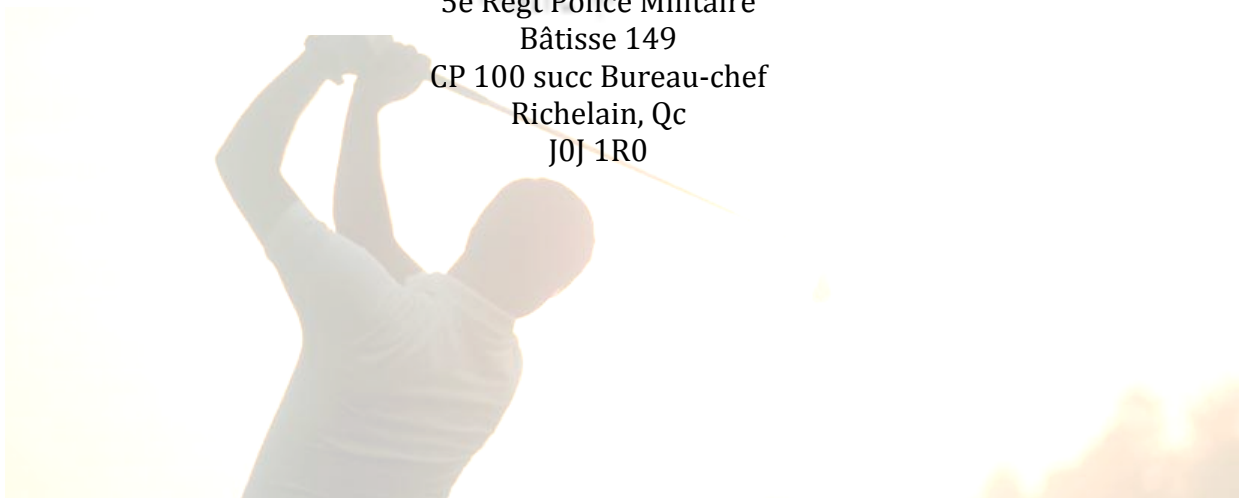 5e Regt Police Militaire
Bâtisse 149
CP 100 succ Bureau-chef
Richelain, Qc
J0J 1R0